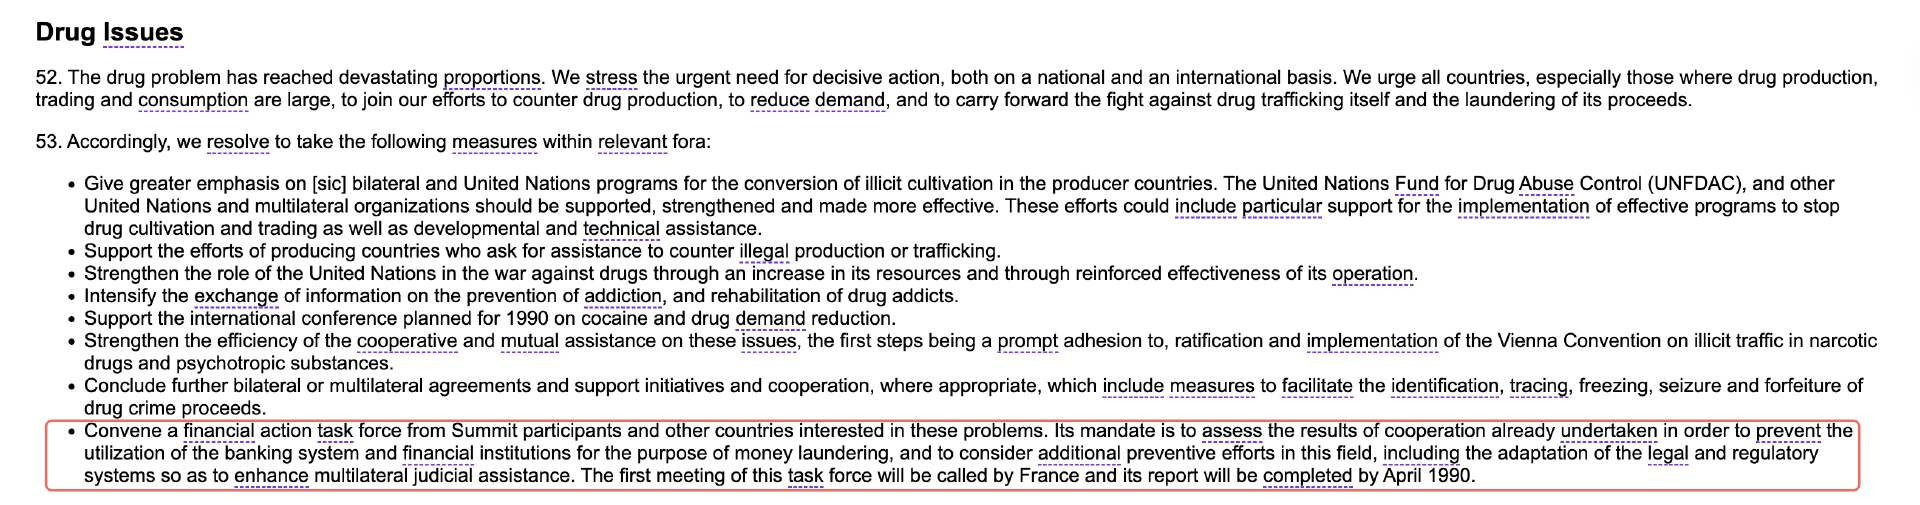 Drug Issues
52. The drug problem has reached devastating proportions. We stress the urgent need for decisive action, both on a national and an international basis. We urge all countries, especially those where drug production,
trading and consumption are large, to join our efforts to counter drug production, to reduce demand, and to carry forward the fight against drug trafficking itself and the laundering of its proceeds.
53. Accordingly, we resolve to take the following measures within relevant fora:
• Give greater emphasis on [sic] bilateral and United Nations programs for the conversion of illicit cultivation in the producer countries. The United Nations Fund for Drug Abuse Control (UNFDAC), and other
United Nations and multilateral organizations should be supported, strengthened and made more effective. These efforts could include particular support for the implementation of effective programs to stop
drug cultivation and trading as well as developmental and technical assistance.
• Support the efforts of producing countries who ask for assistance to counter illegal production or trafficking.
• Strengthen the role of the United Nations in the war against drugs through an increase in its resources and through reinforced effectiveness of its operation.
• Intensify the exchange of information on the prevention of addiction, and rehabilitation of drug addicts.
• Support the international conference planned for 1990 on cocaine and drug demand reduction.
• Strengthen the efficiency of the cooperative and mutual assistance on these issues, the first steps being a prompt adhesion to, ratification and implementation of the Vienna Convention on illicit traffic in narcotic
drugs and psychotropic substances.
• Conclude further bilateral or multilateral agreements and support initiatives and cooperation, where appropriate, which include measures to facilitate the identification, tracing, freezing, seizure and forfeiture of
drug crime proceeds.
• Convene a financial action task force from Summit participants and other countries interested in these problems. Its mandate is to assess the results of cooperation already undertaken in order to prevent the
utilization of the banking system and financial institutions for the purpose of money laundering, and to consider additional preventive efforts in this field, including the adaptation of the legal and regulatory
systems so as to enhance multilateral judicial assistance. The first meeting of this task force will be called by France and its report will be completed by April 1990.